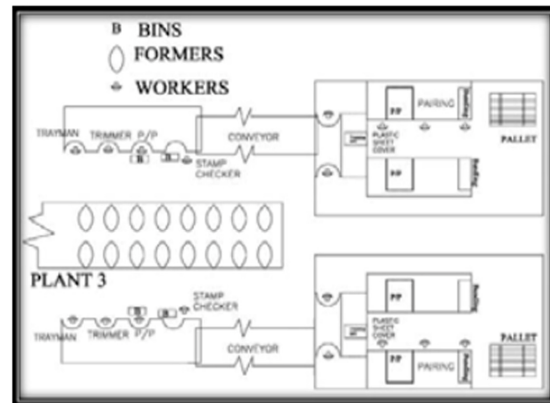 B BINS
FORMERS
WORKERS
TRAYMAN TRIMMER P/P
B B
STAMP
CHECKER
CONVEYOR
PLASTIC
SHEET
COVER
P/P PAIRING
PALLET
P/P
PLANT 3
STAMP
CHECKER
B B
TRAYMAN TRIMMER P/P
CONVEYOR
P/P
PLASTIC
SHEET
COVER
P/P PAIRING
PALLET